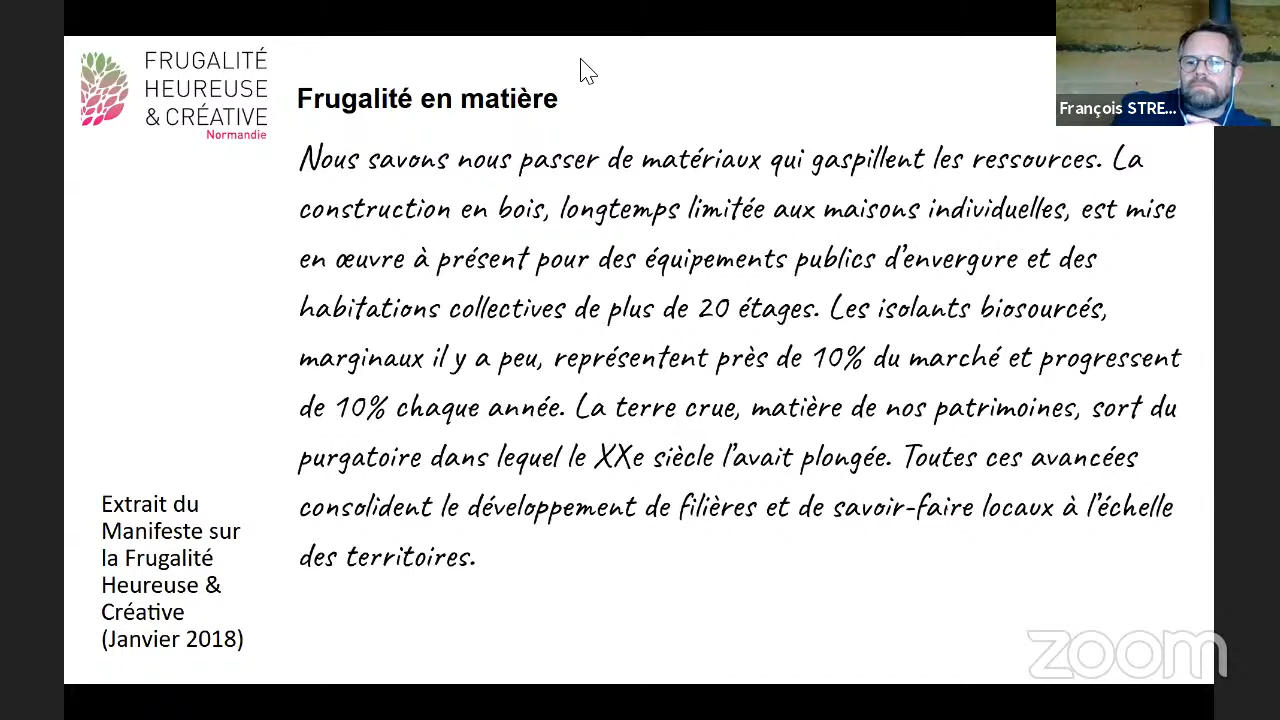 FRUGALITÉ
HEUREUSE
& CRÉATIVE
Normandie
Frugalité en matière
François STRE...
Nous savons nous passer de matériaux qui gaspillent les ressources. La
construction en bois, longtemps limitée aux maisons individuelles, est mise
en œuvre à présent pour des équipements publics d’envergure et des
habitations collectives de plus de 20 étages. Les isolants biosourcés,
marginaux il y a peu, représentent près de 10% du marché et progressent
de 10% chaque année. La terre crue, matière de nos patrimoines, sort du
purgatoire dans lequel le XXe siècle l’avait plongée. Toutes ces avancées
consolident le développement de filières et de savoir-faire locaux à l’échelle
des territoires.
Extrait du
Manifeste sur
la Frugalité
Heureuse &
Créative
(Janvier 2018)
zoom